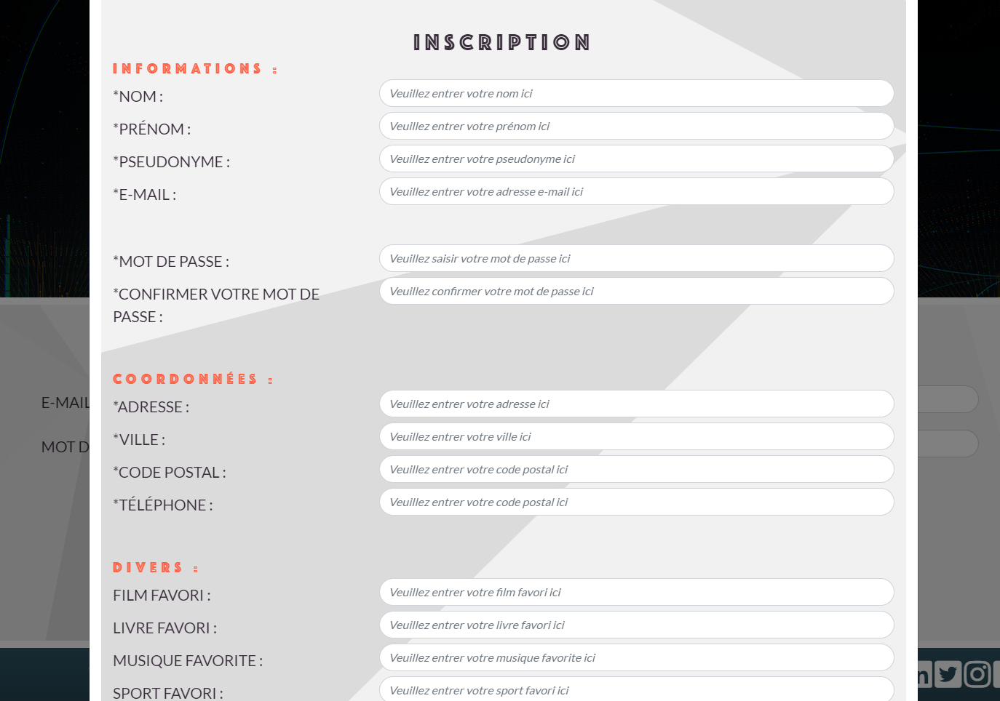 INSCRIPTION
INFORMATIONS :
*NOM : Veuillez entrer votre nom ici
*PRÉNOM : Veuillez entrer votre prénom ici
*PSEUDONYME : Veuillez entrer votre pseudonyme ici
*E-MAIL : Veuillez entrer votre adresse e-mail ici
*MOT DE PASSE : Veuillez saisir votre mot de passe ici
*CONFIRMER VOTRE MOT DE Veuillez confirmer votre mot de passe ici
PASSE :
COORDONNÉES :
E-MAIL
*ADRESSE : Veuillez entrer votre adresse ici
*VILLE : Veuillez entrer votre ville ici
MOT D
*CODE POSTAL : Veuillez entrer votre code postal ici
*TÉLÉPHONE : Veuillez entrer votre code postal ici
DIVERS :
FILM FAVORI : Veuillez entrer votre film favori ici
LIVRE FAVORI : Veuillez entrer votre livre favori ici
MUSIQUE FAVORITE : Veuillez entrer votre musique favorite ici
SPORT FAVORI : Veuillez entrer votre sport favori ici